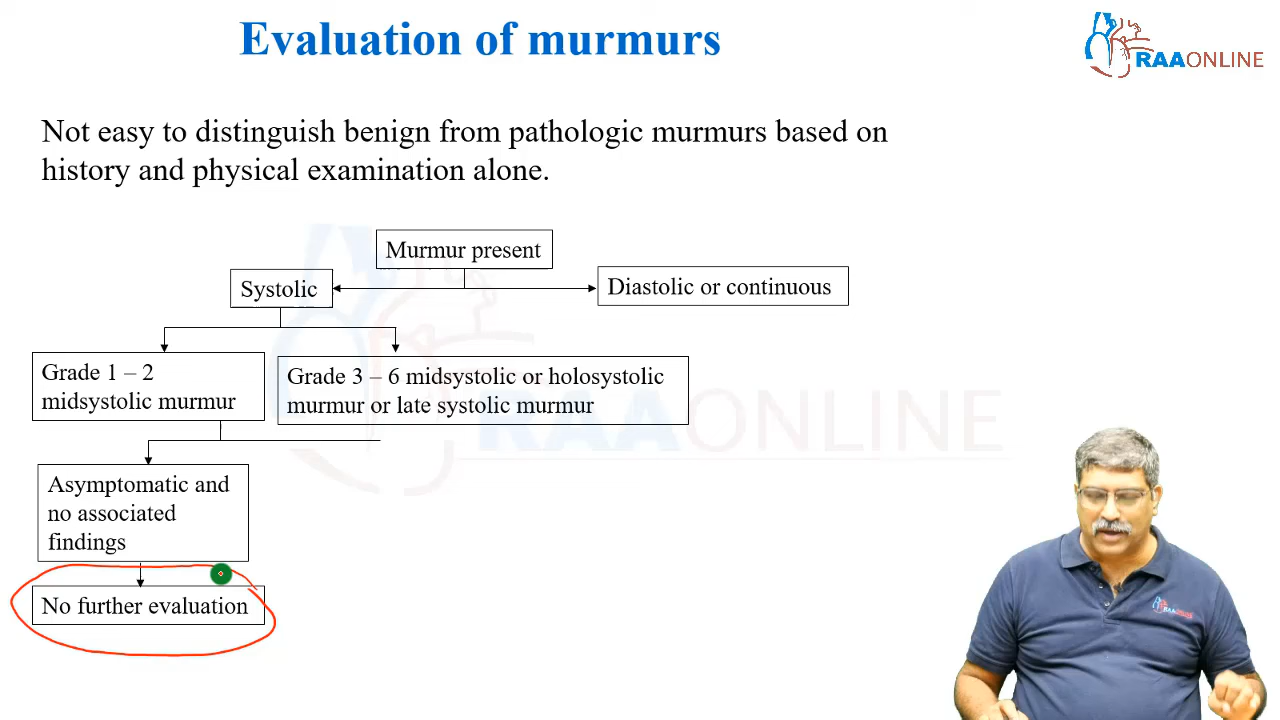 Evaluation of murmurs
RAAONLINE
Not easy to distinguish benign from pathologic murmurs based on
history and physical examination alone.
Murmur present
Systolic
Diastolic or continuous
Grade 1 – 2
midsystolic murmur
Grade 3 – 6 midsystolic or holosystolic
murmur or late systolic murmur
RAAONLINE
Asymptomatic and
no associated
findings
No further evaluation